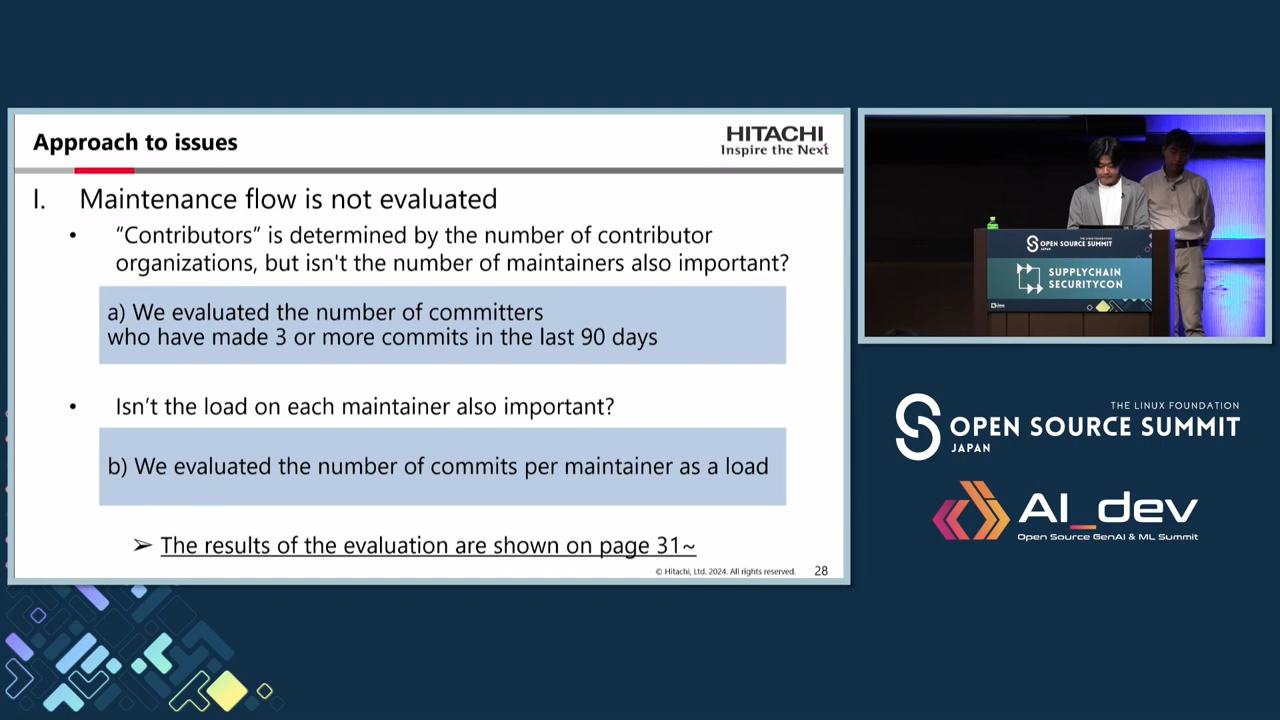 Approach to issues
HITACHI
Inspire the Next
I. Maintenance flow is not evaluated
• “Contributors” is determined by the number of contributor
organizations, but isn't the number of maintainers also important?
a) We evaluated the number of committers
who have made 3 or more commits in the last 90 days
• Isn’t the load on each maintainer also important?
b) We evaluated the number of commits per maintainer as a load
➢ The results of the evaluation are shown on page 31~
© Hitachi, Ltd. 2024. All rights reserved.
28
THE LINUX FOUNDATION
OPEN SOURCE SUMMIT
JAPAN
SUPPLYCHAIN
SECURITYCON
THE LINUX FOUNDATION
OPEN SOURCE SUMMIT
JAPAN
AI_dev
Open Source GenAI & ML Summit